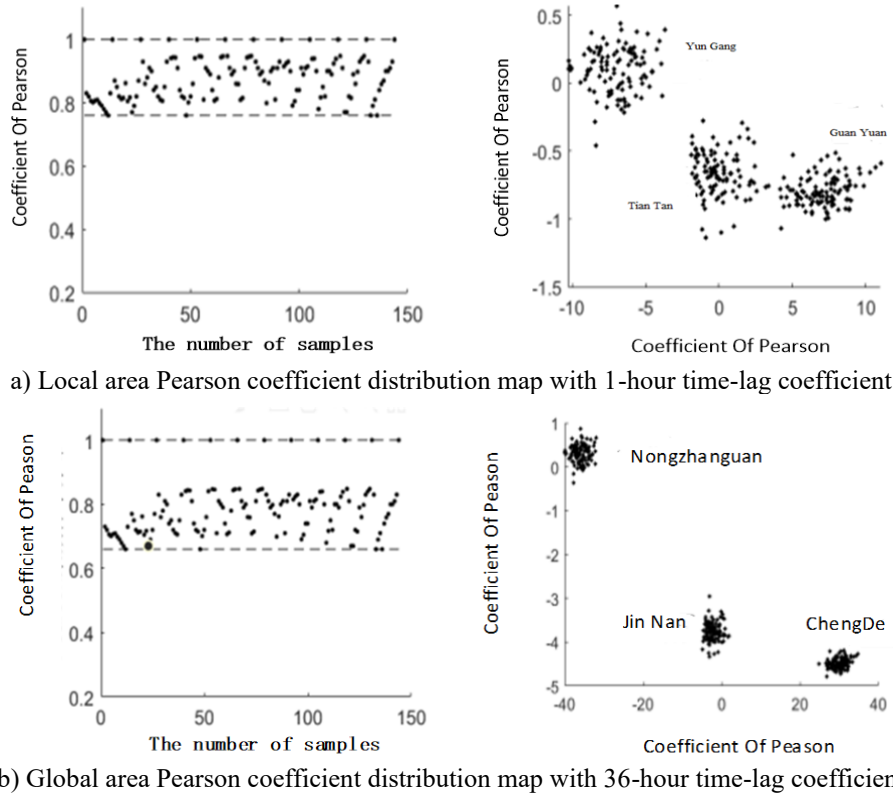 Coefficient Of Pearson
1
0.8
0.6
0.4
0.2
0 50 100 150
The number of samples
Coefficient Of Pearson
0.5
0
-0.5
-1
-1.5
-10 -5 0 5 10
Coefficient Of Pearson
Yun Gang
Guan Yuan
Tian Tan
a) Local area Pearson coefficient distribution map with 1-hour time-lag coefficient
Coefficient Of Peason
1
0.8
0.6
0.4
0.2
0 50 100 150
The number of samples
Coefficient Of Peason
1
0
-1
-2
-3
-4
-5
-40 -20 0 20 40
Coefficient Of Peason
Nongzhanguan
Jin Nan
ChengDe
b) Global area Pearson coefficient distribution map with 36-hour time-lag coefficien